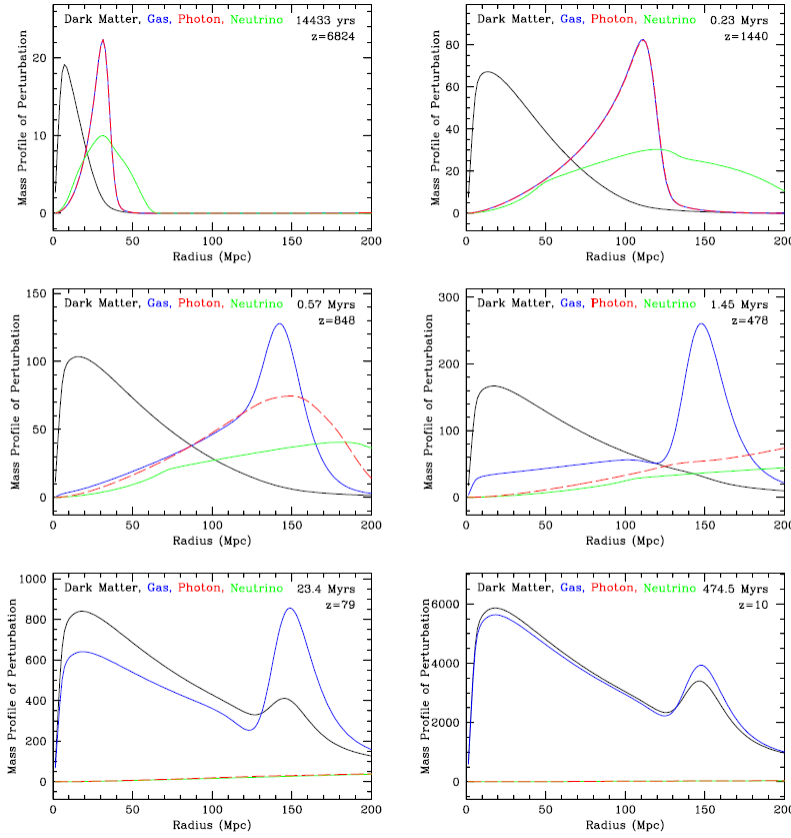 Dark Matter, Gas, Photon, Neutrino 14433 yrs
z=6824
Mass Profile of Perturbation
20
10
0
0 50 100 150 200
Radius (Mpc)
Dark Matter, Gas, Photon, Neutrino 0.23 Myrs
z=1440
Mass Profile of Perturbation
80
60
40
20
0
0 50 100 150 200
Radius (Mpc)
Dark Matter, Gas, Photon, Neutrino 0.57 Myrs
z=848
Mass Profile of Perturbation
150
100
50
0
0 50 100 150 200
Radius (Mpc)
Dark Matter, Gas, Photon, Neutrino 1.45 Myrs
z=478
Mass Profile of Perturbation
300
200
100
0
0 50 100 150 200
Radius (Mpc)
Dark Matter, Gas, Photon, Neutrino 23.4 Myrs
z=79
Mass Profile of Perturbation
1000
800
600
400
200
0
0 50 100 150 200
Radius (Mpc)
Dark Matter, Gas, Photon, Neutrino 474.5 Myrs
z=10
Mass Profile of Perturbation
6000
4000
2000
0
0 50 100 150 200
Radius (Mpc)